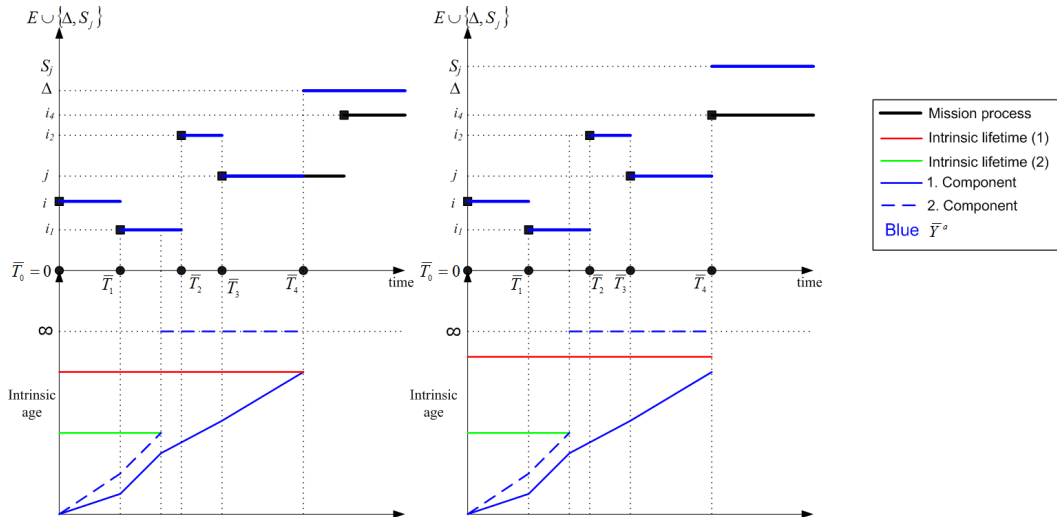 E ∪ {Δ, S_j}
S_j
Δ
i_4
i_2
j
i
i_1
T̅_0 = 0
T̅_1
T̅_2
T̅_3
T̅_4
time
∞
Intrinsic
age
E ∪ {Δ, S_j}
S_j
Δ
i_4
i_2
j
i
i_1
T̅_0 = 0
T̅_1
T̅_2
T̅_3
T̅_4
time
∞
Intrinsic
age
Mission process
Intrinsic lifetime (1)
Intrinsic lifetime (2)
1. Component
2. Component
Blue Y̅^a